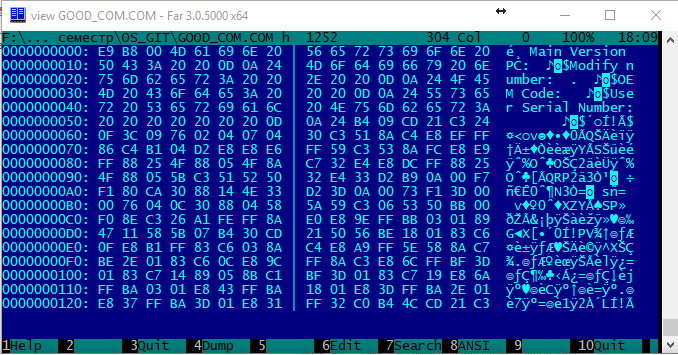 view GOOD_COM.COM - Far 3.0.5000 x64
F:\... семестр\OS_GIT\GOOD_COM.COM h 1252 304 Col 0 100% 18:09
0000000000: E9 B8 00 4D 61 69 6E 20 56 65 72 73 69 6F 6E 20 é¸ Main Version
0000000010: 50 43 3A 20 20 0D 0A 24 4D 6F 64 69 66 79 20 6E PC: ♪◙$Modify n
0000000020: 75 6D 62 65 72 3A 20 20 2E 20 20 0D 0A 24 4F 45 umber: . ♪◙$OE
0000000030: 4D 20 43 6F 64 65 3A 20 20 20 0D 0A 24 55 73 65 M Code: ♪◙$Use
0000000040: 72 20 53 65 72 69 61 6C 20 4E 75 6D 62 65 72 3A r Serial Number:
0000000050: 20 20 20 20 20 20 20 0D 0A 24 B4 09 CD 21 C3 24 ♪◙$´○Í!Ã$
0000000060: 0F 3C 09 76 02 04 07 04 30 C3 51 8A C4 E8 EF FF
0000000070: 86 C4 B1 04 D2 E8 E8 E6 FF 59 C3 53 8A FC E8 E9
0000000080: FF 88 25 4F 88 05 4F 8A C7 32 E4 E8 DC FF 88 25
0000000090: 4F 88 05 5B C3 51 52 50 32 E4 33 D2 B9 0A 00 F7
00000000A0: F1 80 CA 30 88 14 4E 33 D2 3D 0A 00 73 F1 3D 00
00000000B0: 00 76 04 0C 30 88 04 58 5A 59 C3 06 53 50 BB 00
00000000C0: F0 8E C3 26 A1 FE FF 8A E0 E8 9E FF BB 03 01 89
00000000D0: 47 11 58 5B 07 B4 30 CD 21 50 56 BE 18 01 83 C6
00000000E0: 0F E8 B1 FF 83 C6 03 8A C4 E8 A9 FF 5E 58 8A C7
00000000F0: BE 2E 01 83 C6 0C E8 9C FF 8A C3 E8 6C FF BF 3D
0000000100: 01 83 C7 14 89 05 8B C1 BF 3D 01 83 C7 19 E8 6A
0000000110: FF BA 03 01 E8 43 FF BA 18 01 E8 3D FF BA 2E 01
0000000120: E8 37 FF BA 3D 01 E8 31 FF 32 C0 B4 4C CD 21 C3
1Help 2 3Quit 4Dump 5 6Edit 7Search 8ANSI 9 10Quit